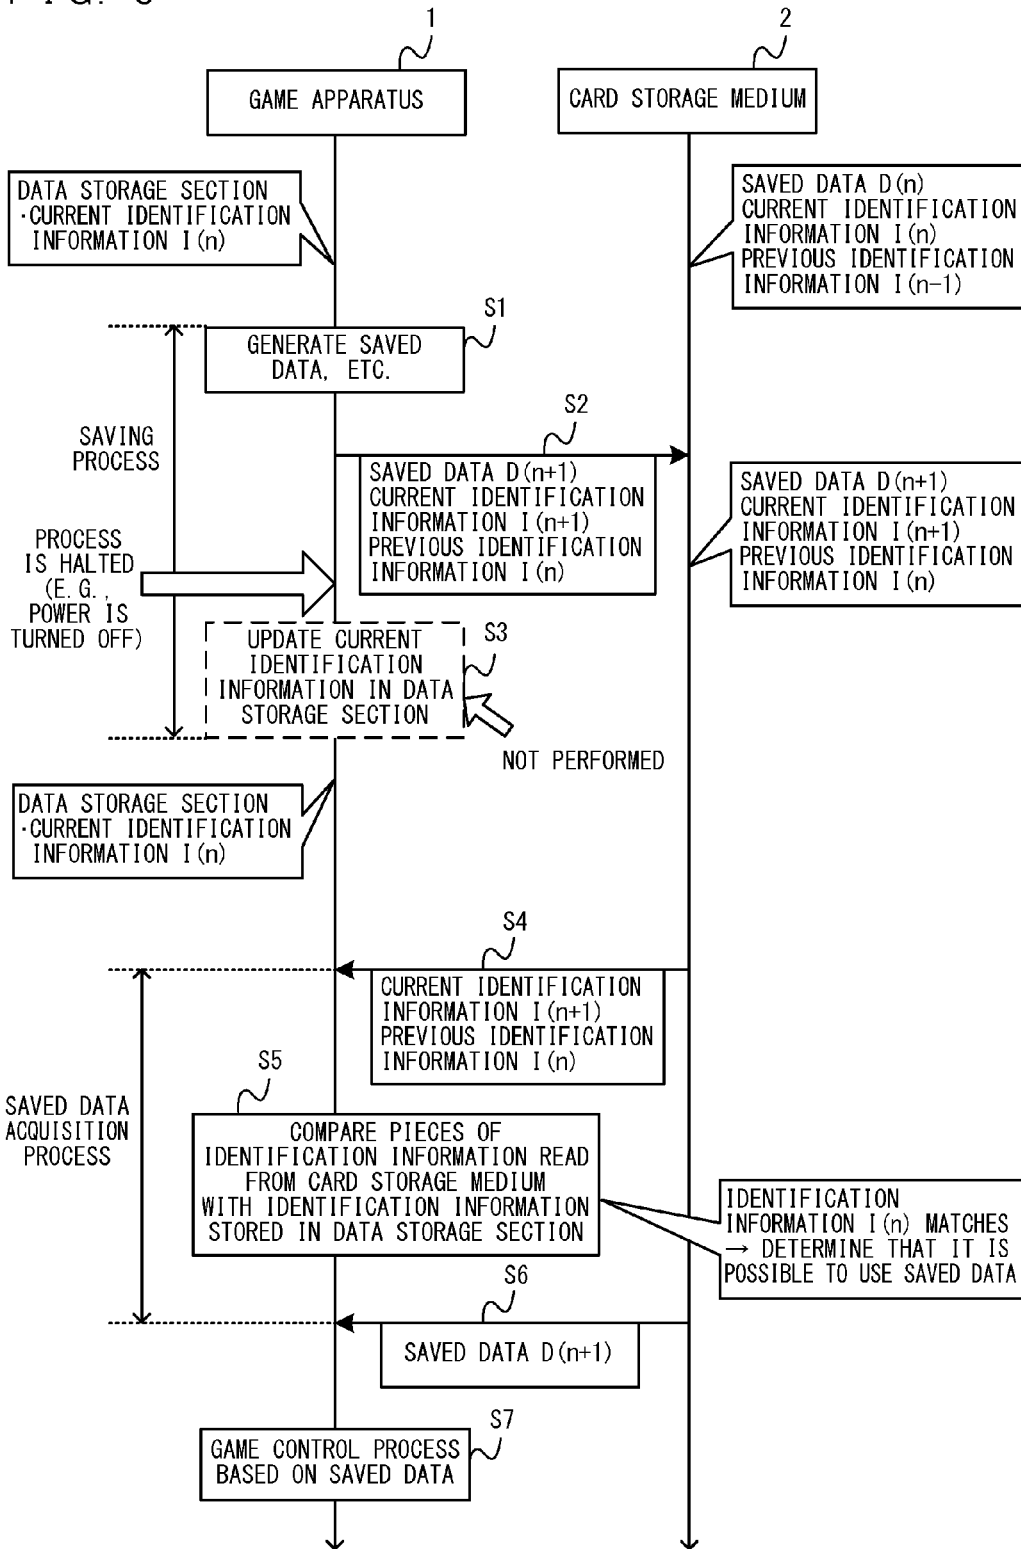 1
2
GAME APPARATUS
CARD STORAGE MEDIUM
DATA STORAGE SECTION
·CURRENT IDENTIFICATION
INFORMATION I(n)
SAVED DATA D(n)
CURRENT IDENTIFICATION
INFORMATION I(n)
PREVIOUS IDENTIFICATION
INFORMATION I(n-1)
S1
GENERATE SAVED
DATA, ETC.
SAVING
PROCESS
S2
SAVED DATA D(n+1)
CURRENT IDENTIFICATION
INFORMATION I(n+1)
PREVIOUS IDENTIFICATION
INFORMATION I(n)
SAVED DATA D(n+1)
CURRENT IDENTIFICATION
INFORMATION I(n+1)
PREVIOUS IDENTIFICATION
INFORMATION I(n)
PROCESS
IS HALTED
(E.G.,
POWER IS
TURNED OFF)
S3
UPDATE CURRENT
IDENTIFICATION
INFORMATION IN DATA
STORAGE SECTION
NOT PERFORMED
DATA STORAGE SECTION
·CURRENT IDENTIFICATION
INFORMATION I(n)
S4
CURRENT IDENTIFICATION
INFORMATION I(n+1)
PREVIOUS IDENTIFICATION
INFORMATION I(n)
SAVED DATA
ACQUISITION
PROCESS
S5
COMPARE PIECES OF
IDENTIFICATION INFORMATION READ
FROM CARD STORAGE MEDIUM
WITH IDENTIFICATION INFORMATION
STORED IN DATA STORAGE SECTION
IDENTIFICATION
INFORMATION I(n) MATCHES
→ DETERMINE THAT IT IS
POSSIBLE TO USE SAVED DATA
S6
SAVED DATA D(n+1)
S7
GAME CONTROL PROCESS
BASED ON SAVED DATA